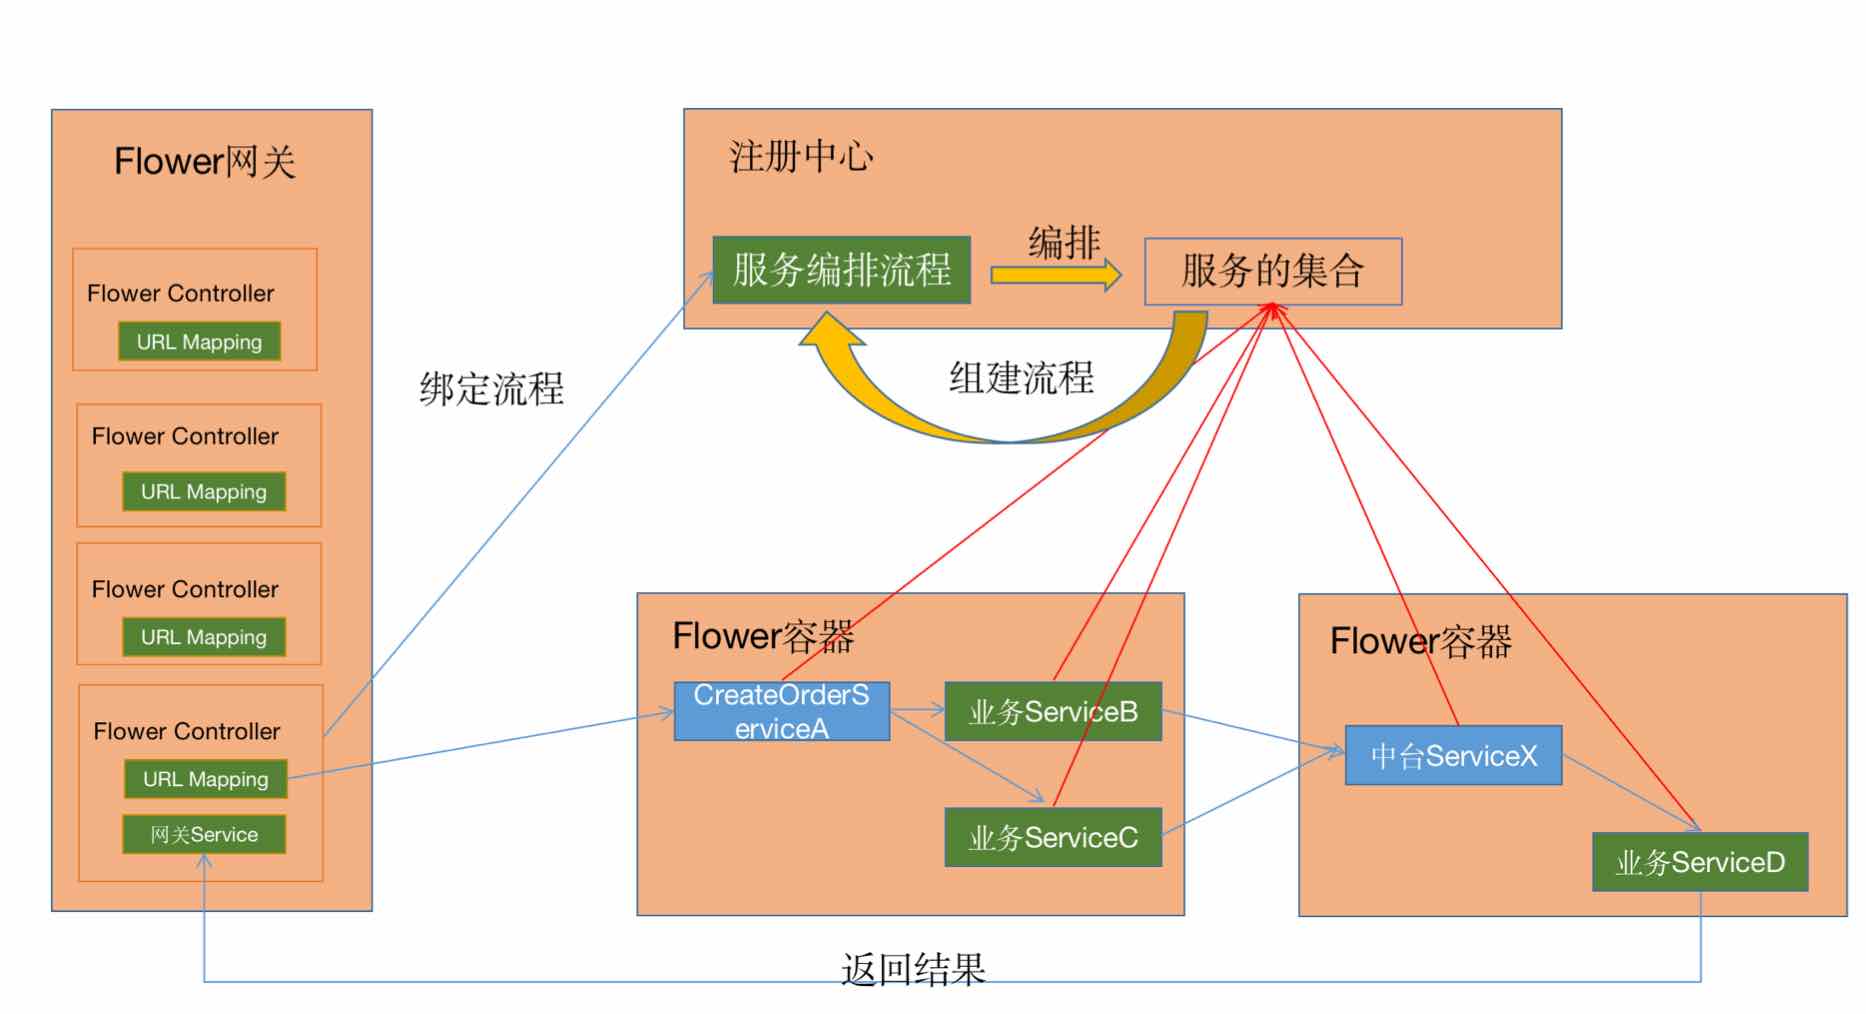 Flower网关
Flower Controller
URL Mapping
Flower Controller
URL Mapping
Flower Controller
URL Mapping
Flower Controller
URL Mapping
网关Service
绑定流程
注册中心
服务编排流程
编排
服务的集合
组建流程
Flower容器
CreateOrderS
erviceA
业务ServiceB
业务ServiceC
Flower容器
中台ServiceX
业务ServiceD
返回结果